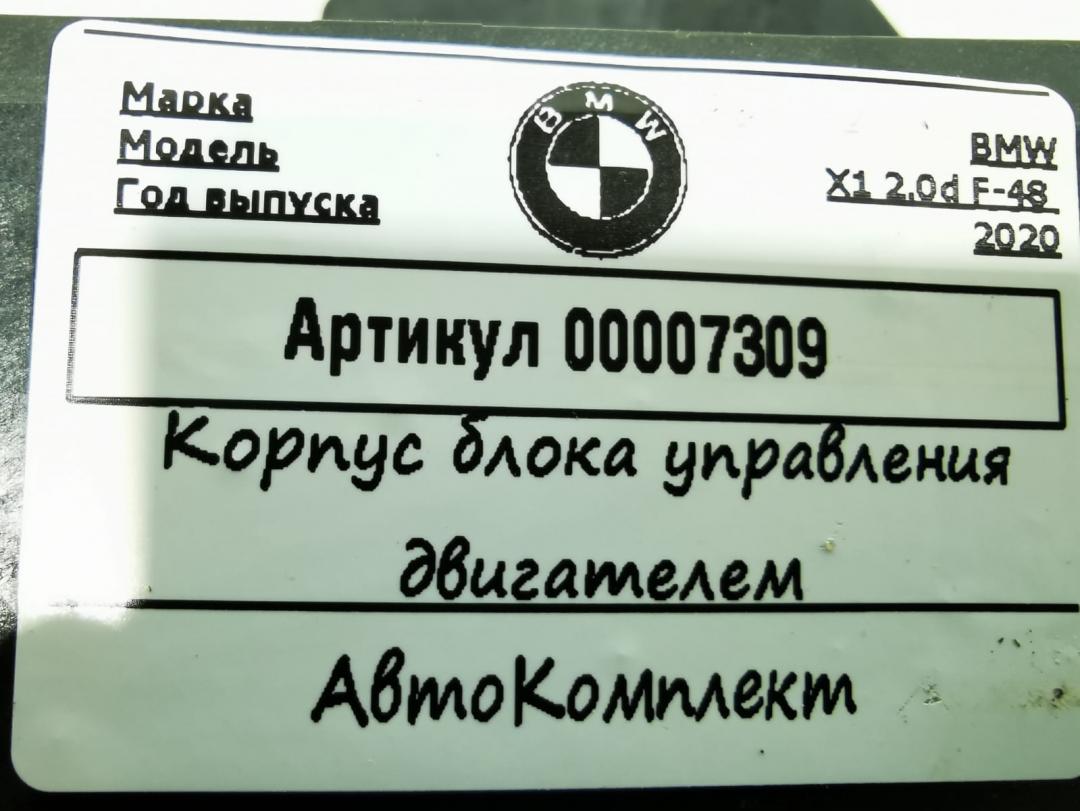 Марка
Модель
Год выпуска
BMW
BMW
X1 2.0d F-48
2020
Артикул 00007309
Корпус блока управления
двигателем
АвтоКомплект